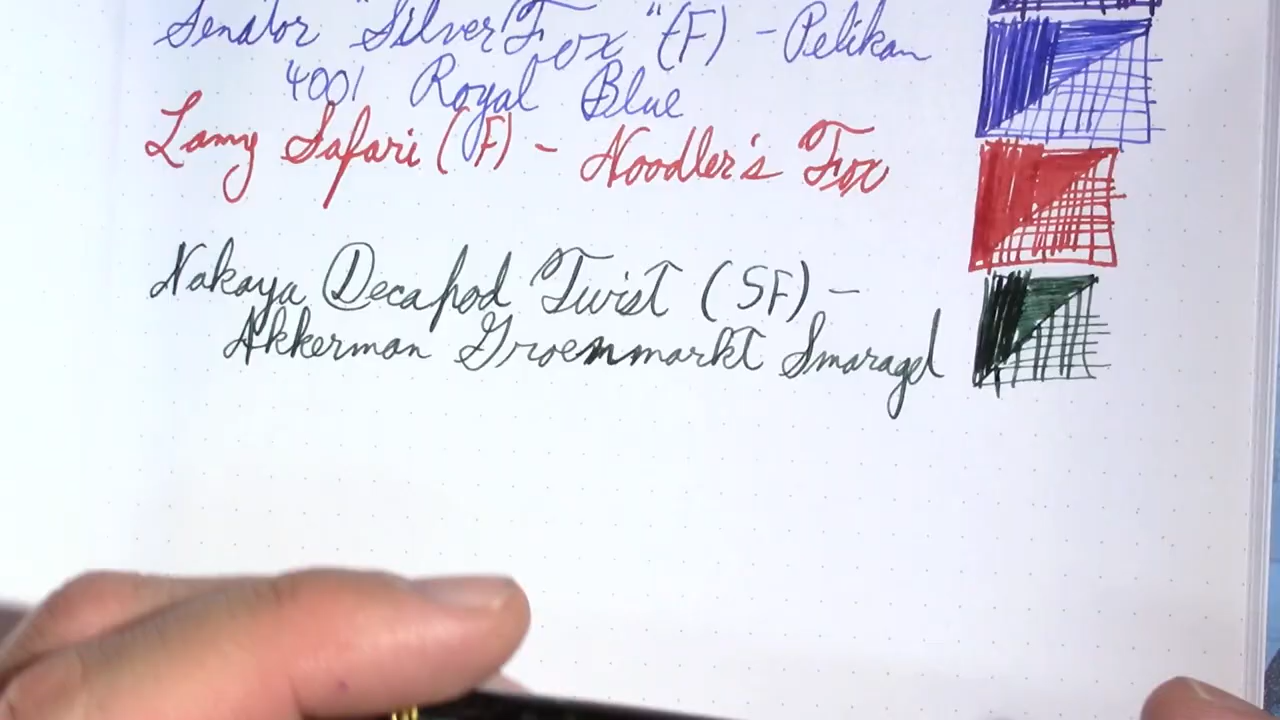 Senator "Silver Fox" (F) - Pelikan
4001 Royal Blue
Lamy Safari (F) - Noodler's Fox
Nakaya Decapod Twist (SF) -
Akkerman Groenmarkt Smaragd